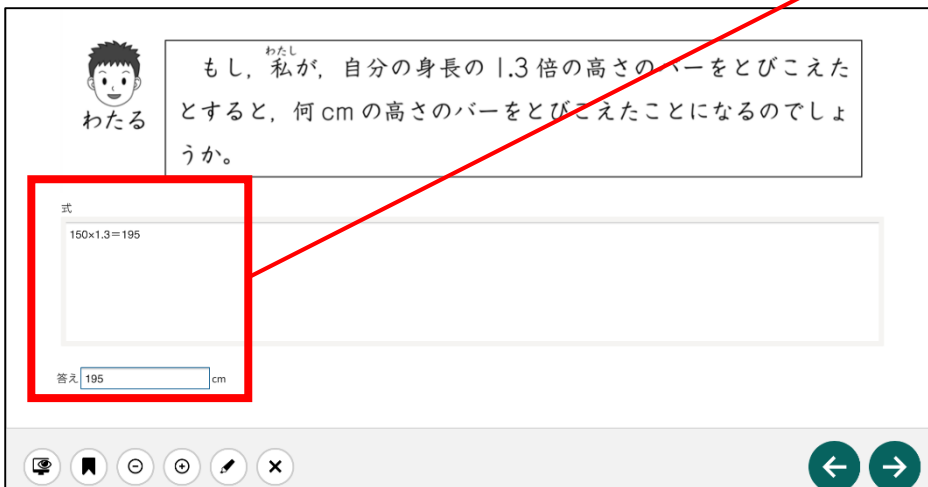 わたし
もし，私が，自分の身長の1.3倍の高さのバーをとびこえた
とすると，何cmの高さのバーをとびこえたことになるのでしょ
うか。
わたる
式
150×1.3＝195
答え 195 cm